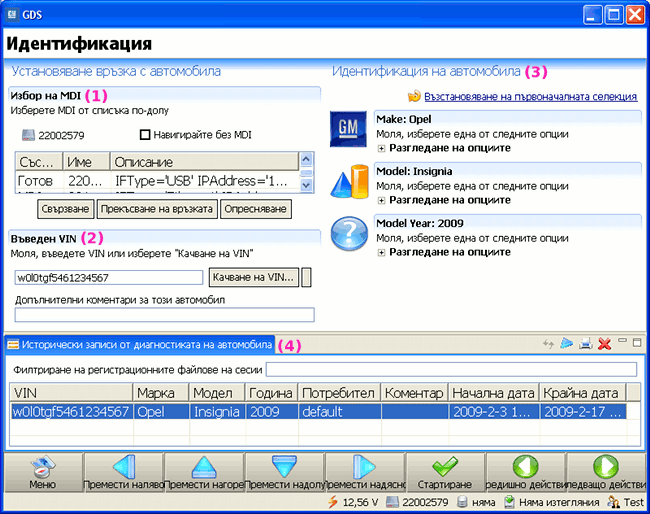 GDS
Идентификация
Установяване връзка с автомобила
Избор на MDI (1)
Изберете MDI от списъка по-долу
22002579
Навигирайте без MDI
Със... Име Описание
Готов 220... IFType='USB' IPAddress='1...
Свързване Прекъсване на връзката Опресняване
Въведен VIN (2)
Моля, въведете VIN или изберете "Качване на VIN"
w0l0tgf5461234567 Качване на VIN...
Допълнителни коментари за този автомобил
Идентификация на автомобила (3)
Възстановяване на първоначалната селекция
GM
Make: Opel
Моля, изберете една от следните опции
Разгледане на опциите
Model: Insignia
Моля, изберете една от следните опции
Разгледане на опциите
Model Year: 2009
Моля, изберете една от следните опции
Разгледане на опциите
Исторически записи от диагностиката на автомобила (4)
Филтриране на регистрационните файлове на сесии
VIN Марка Модел Година Потребител Коментар Начална дата Крайна дата
w0l0tgf5461234567 Opel Insignia 2009 default 2009-2-3 1... 2009-2-17 ...
Меню Премести наляво Премести нагоре Премести надолу Премести надясно Стартиране редишно действи ледващо действи
12,56 V 22002579 няма Няма изтегляния Test